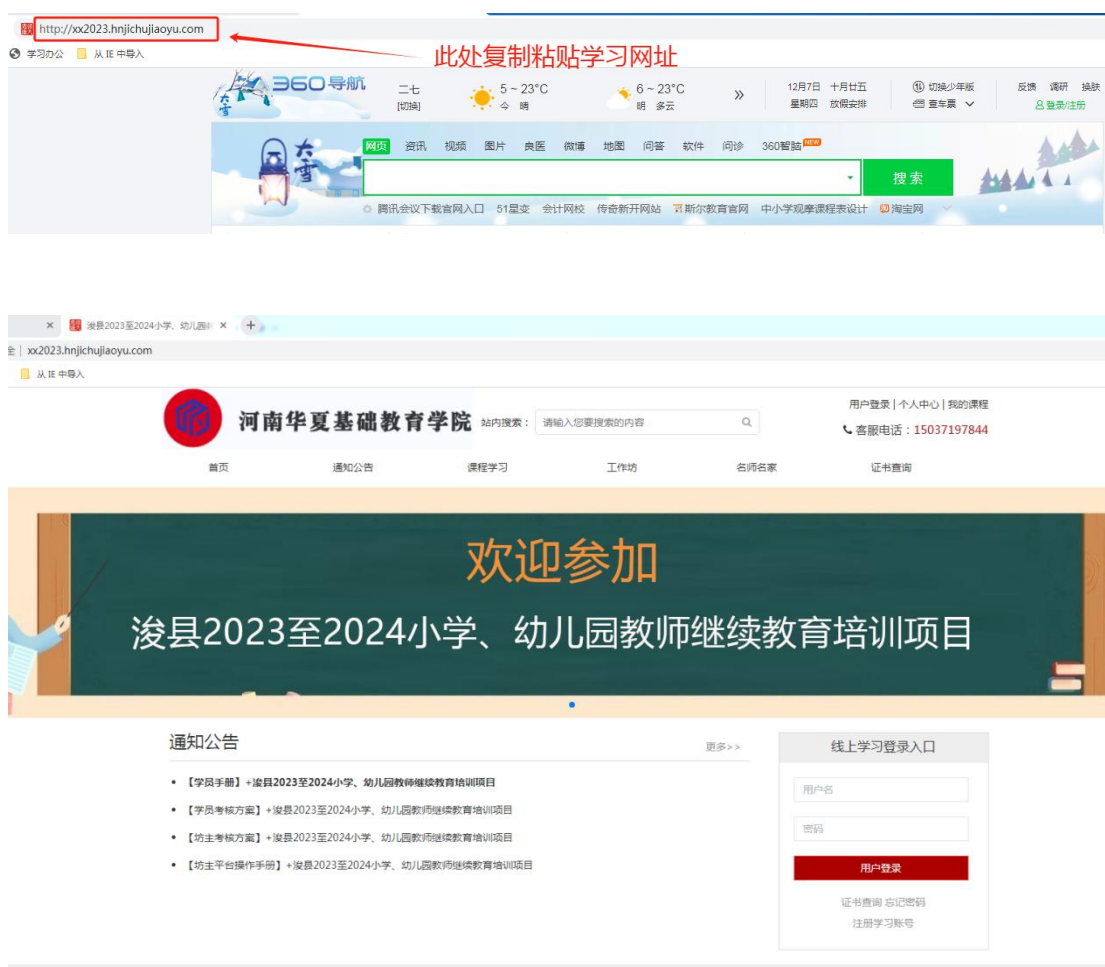 http://xx2023.hnjichujiaoyu.com
学习办公 从 IE 中导入
此处复制粘贴学习网址
大雪 360导航 二七 [切换] 5 ~ 23°C 今 晴 6 ~ 23°C 明 多云 » 12月7日 十月廿五 星期四 放假安排 切换少年版 查车票 反馈 调研 换肤 登录/注册
大雪
网页 资讯 视频 图片 良医 微博 地图 问答 软件 问诊 360智脑 NEW
搜索
腾讯会议下载官网入口 51星变 会计网校 传奇新开网站 斯尔教育官网 中小学观摩课程表设计 淘宝网
浚县2023至2024小学、幼儿园
全 | xx2023.hnjichujiaoyu.com
从 IE 中导入
用户登录 | 个人中心 | 我的课程
河南华夏基础教育学院 站内搜索： 请输入您要搜索的内容
客服电话：15037197844
首页 通知公告 课程学习 工作坊 名师名家 证书查询
欢迎参加
浚县2023至2024小学、幼儿园教师继续教育培训项目
通知公告 更多>>
• 【学员手册】+浚县2023至2024小学、幼儿园教师继续教育培训项目
• 【学员考核方案】+浚县2023至2024小学、幼儿园教师继续教育培训项目
• 【坊主考核方案】+浚县2023至2024小学、幼儿园教师继续教育培训项目
• 【坊主平台操作手册】+浚县2023至2024小学、幼儿园教师继续教育培训项目
线上学习登录入口
用户名
密码
用户登录
证书查询 忘记密码
注册学习账号